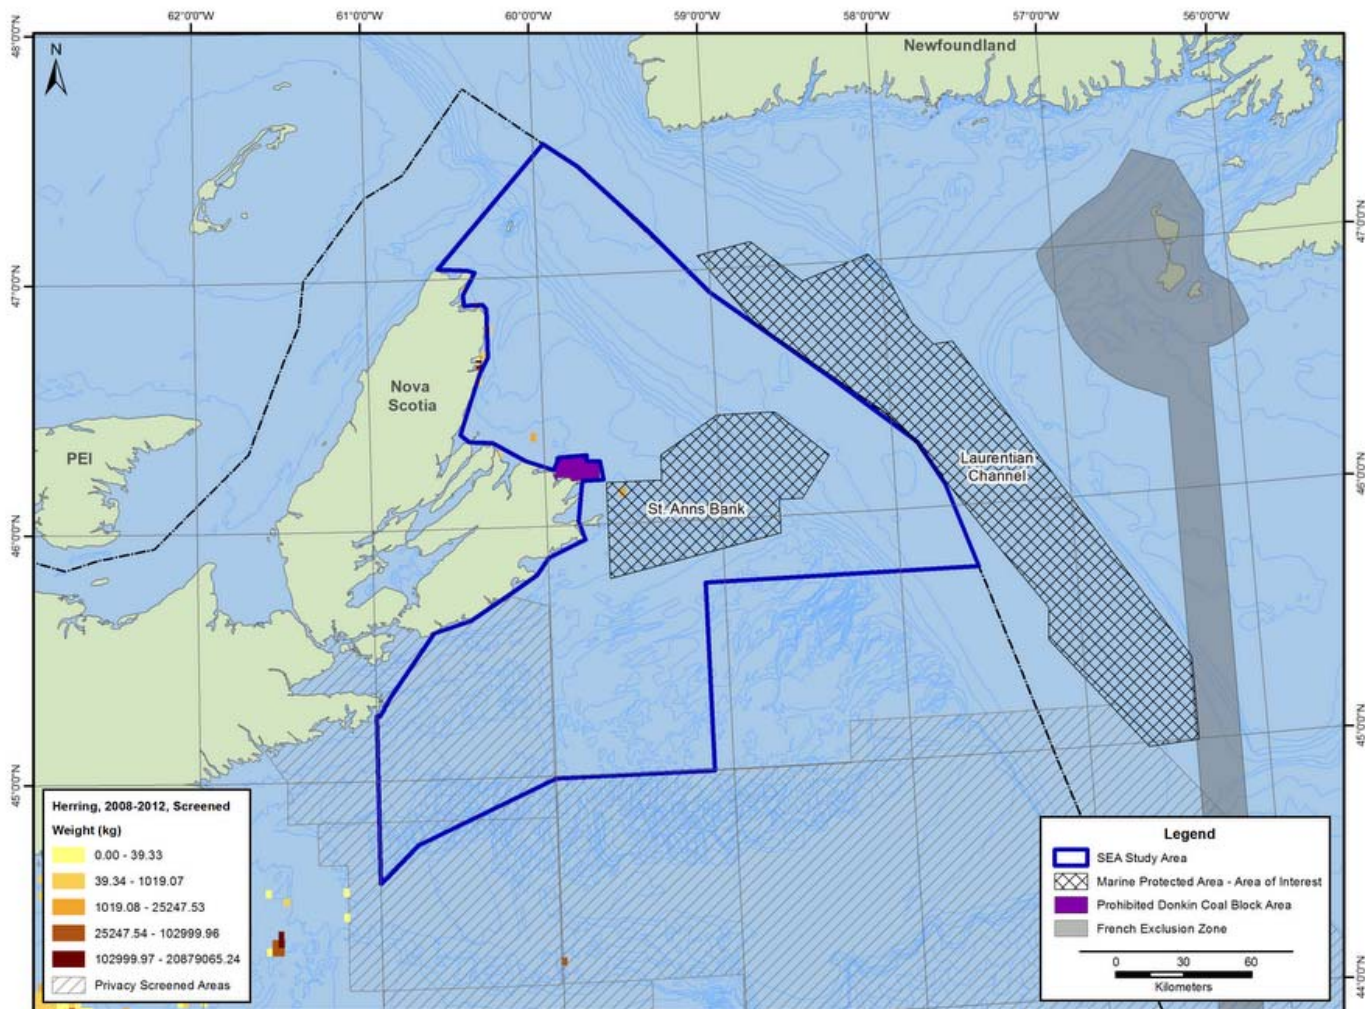 62°0'0"W 61°0'0"W 60°0'0"W 59°0'0"W 58°0'0"W 57°0'0"W 56°0'0"W
48°0'0"N
N
Newfoundland
47°0'0"N
47°0'0"N
Nova
Scotia
PEI
Laurentian
Channel
46°0'0"N
St. Anns Bank
46°0'0"N
45°0'0"N
45°0'0"N
44°0'0"N
Herring, 2008-2012, Screened
Weight (kg)
0.00 - 39.33
39.34 - 1019.07
1019.08 - 25247.53
25247.54 - 102999.96
102999.97 - 20879065.24
Privacy Screened Areas
Legend
SEA Study Area
Marine Protected Area - Area of Interest
Prohibited Donkin Coal Block Area
French Exclusion Zone
0 30 60
Kilometers